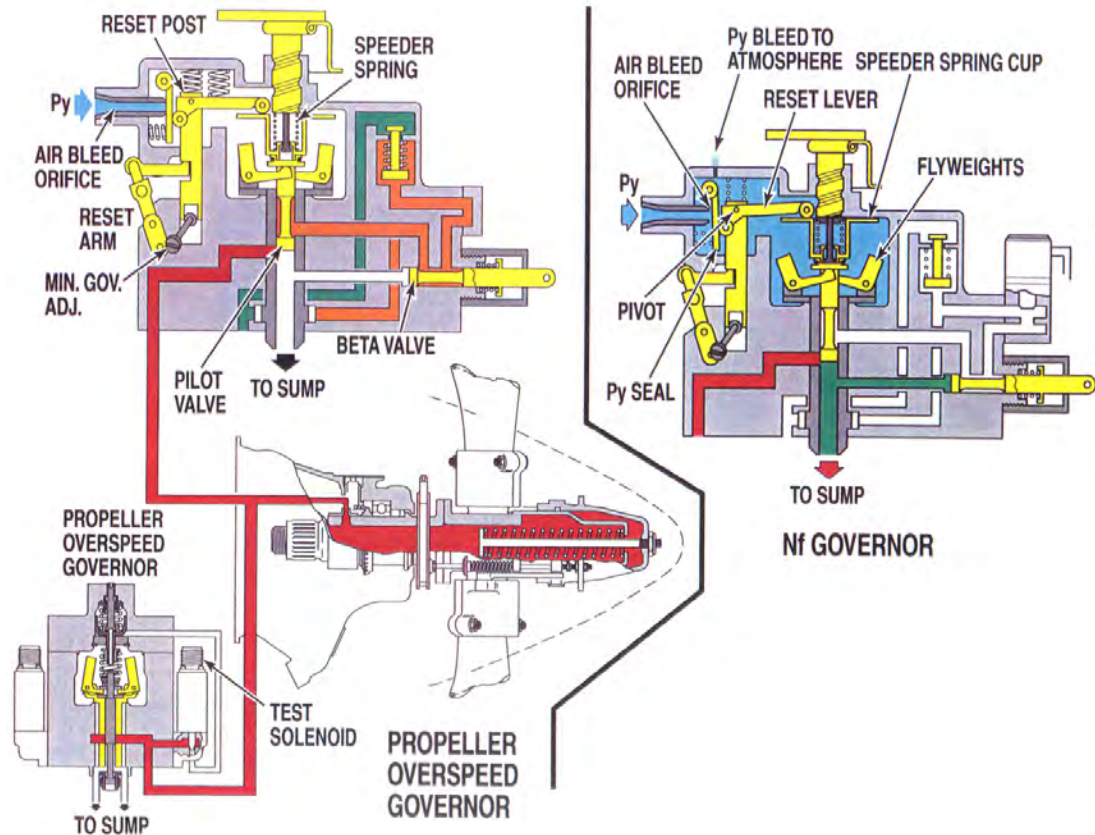 RESET POST
SPEEDER
SPRING
Py
AIR BLEED
ORIFICE
RESET
ARM
MIN. GOV.
ADJ.
PILOT
VALVE
TO SUMP
BETA VALVE
PROPELLER
OVERSPEED
GOVERNOR
TEST
SOLENOID
TO SUMP
PROPELLER
OVERSPEED
GOVERNOR
Py BLEED TO
ATMOSPHERE
AIR BLEED
ORIFICE
SPEEDER SPRING CUP
RESET LEVER
FLYWEIGHTS
Py
PIVOT
Py SEAL
TO SUMP
Nf GOVERNOR